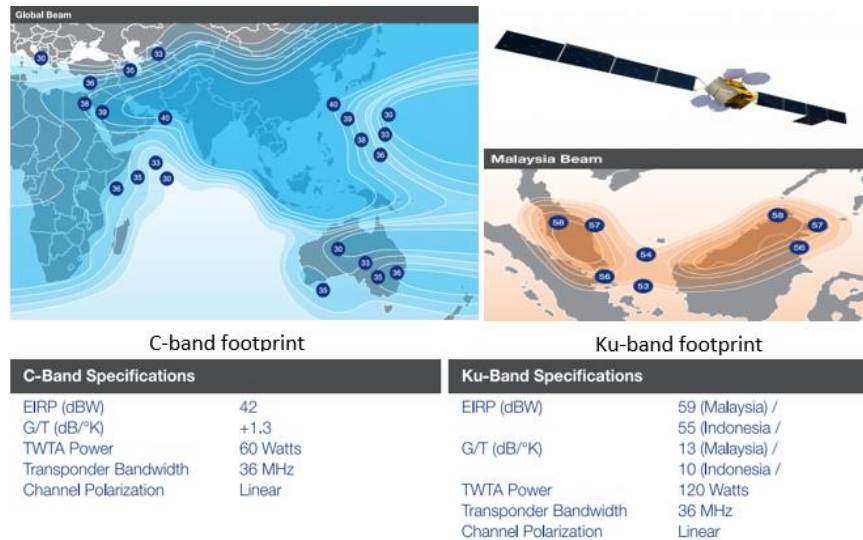 Global Beam
30
33
35
36
38
39
40
33
35
36
30
40
39
30
38
33
36
30
33
35
36
35
Malaysia Beam
58
57
58
57
54
56
56
53
C-band footprint
Ku-band footprint
C-Band Specifications
EIRP (dBW) 42
G/T (dB/°K) +1.3
TWTA Power 60 Watts
Transponder Bandwidth 36 MHz
Channel Polarization Linear
Ku-Band Specifications
EIRP (dBW) 59 (Malaysia) /
55 (Indonesia /
G/T (dB/°K) 13 (Malaysia) /
10 (Indonesia /
TWTA Power 120 Watts
Transponder Bandwidth 36 MHz
Channel Polarization Linear